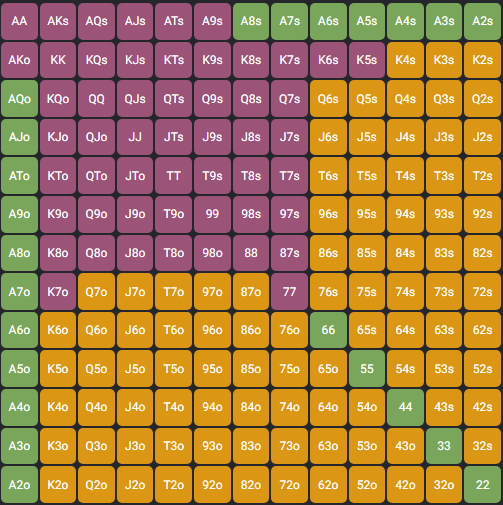 AA AKs AQs AJs ATs A9s A8s A7s A6s A5s A4s A3s A2s
AKo KK KQs KJs KTs K9s K8s K7s K6s K5s K4s K3s K2s
AQo KQo QQ QJs QTs Q9s Q8s Q7s Q6s Q5s Q4s Q3s Q2s
AJo KJo QJo JJ JTs J9s J8s J7s J6s J5s J4s J3s J2s
ATo KTo QTo JTo TT T9s T8s T7s T6s T5s T4s T3s T2s
A9o K9o Q9o J9o T9o 99 98s 97s 96s 95s 94s 93s 92s
A8o K8o Q8o J8o T8o 98o 88 87s 86s 85s 84s 83s 82s
A7o K7o Q7o J7o T7o 97o 87o 77 76s 75s 74s 73s 72s
A6o K6o Q6o J6o T6o 96o 86o 76o 66 65s 64s 63s 62s
A5o K5o Q5o J5o T5o 95o 85o 75o 65o 55 54s 53s 52s
A4o K4o Q4o J4o T4o 94o 84o 74o 64o 54o 44 43s 42s
A3o K3o Q3o J3o T3o 93o 83o 73o 63o 53o 43o 33 32s
A2o K2o Q2o J2o T2o 92o 82o 72o 62o 52o 42o 32o 22